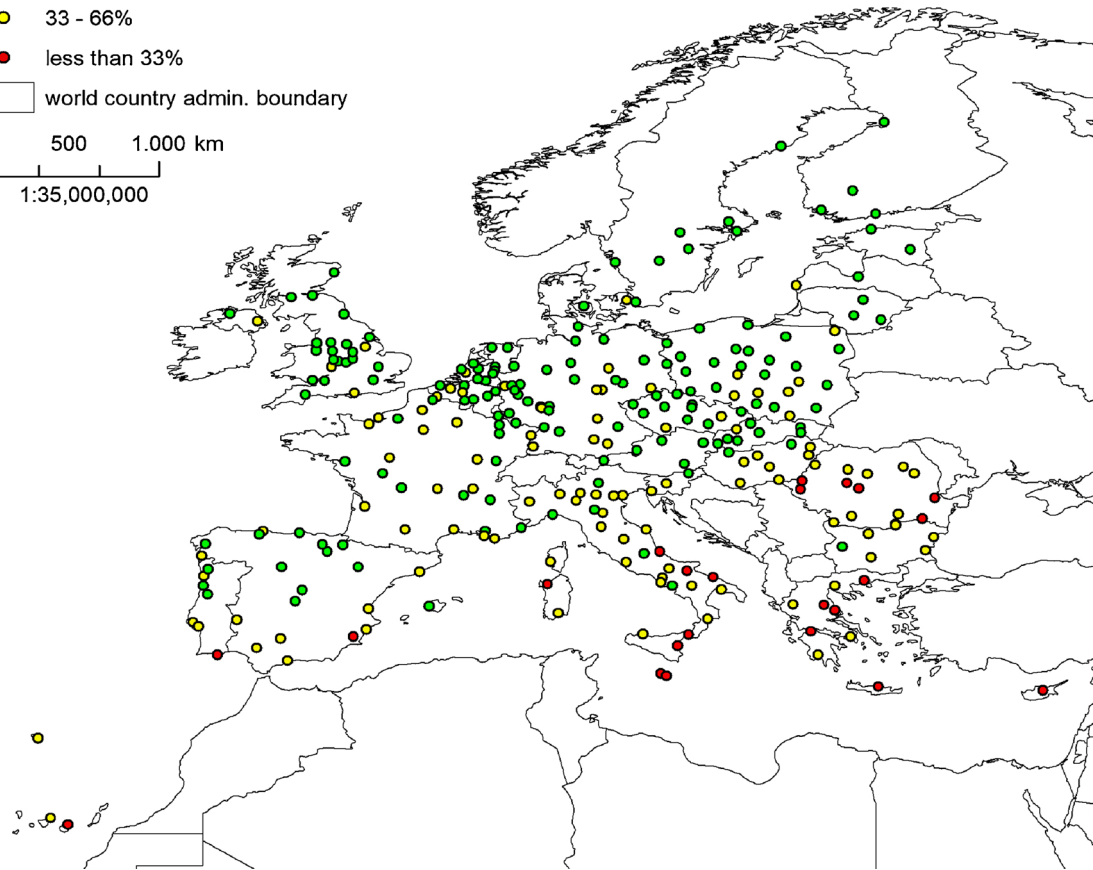 33 - 66%
less than 33%
world country admin. boundary
500 1.000 km
1:35,000,000